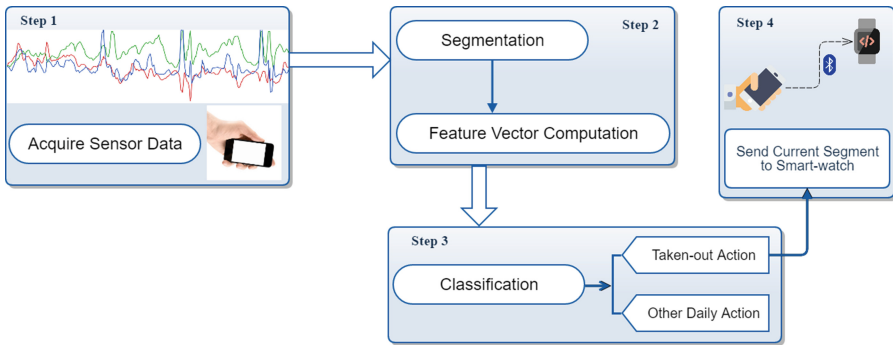 Step 1
Acquire Sensor Data
Step 2
Segmentation
Feature Vector Computation
Step 3
Classification
Taken-out Action
Other Daily Action
Step 4
</>
Send Current Segment
to Smart-watch